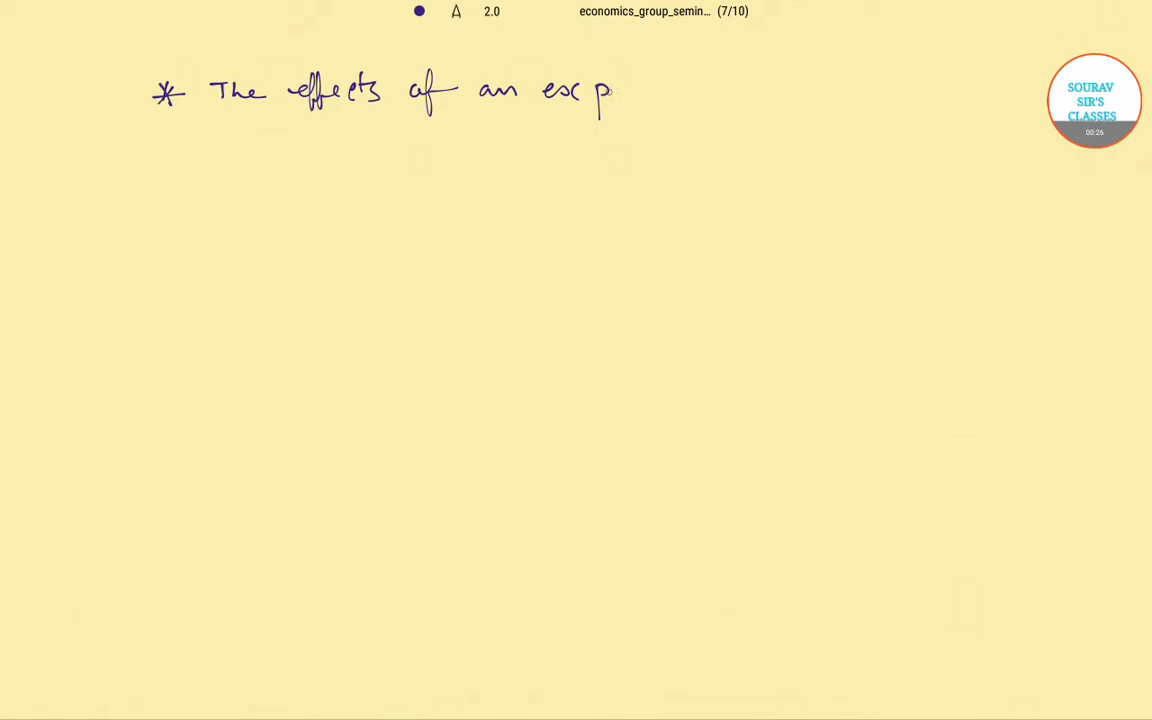 2.0 economics_group_semin... (7/10)
* The effects of an exp
SOURAV
SIR'S
CLASSES
00:26